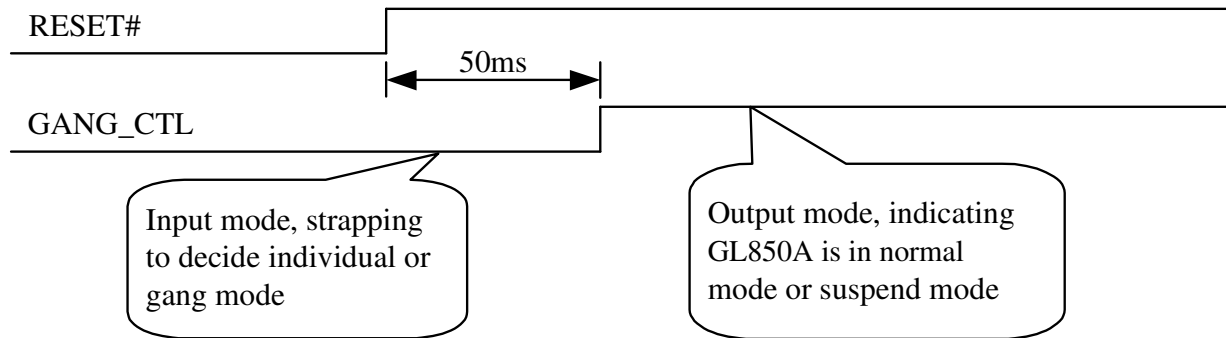 RESET#
50ms
GANG_CTL
Input mode, strapping
to decide individual or
gang mode
Output mode, indicating
GL850A is in normal
mode or suspend mode